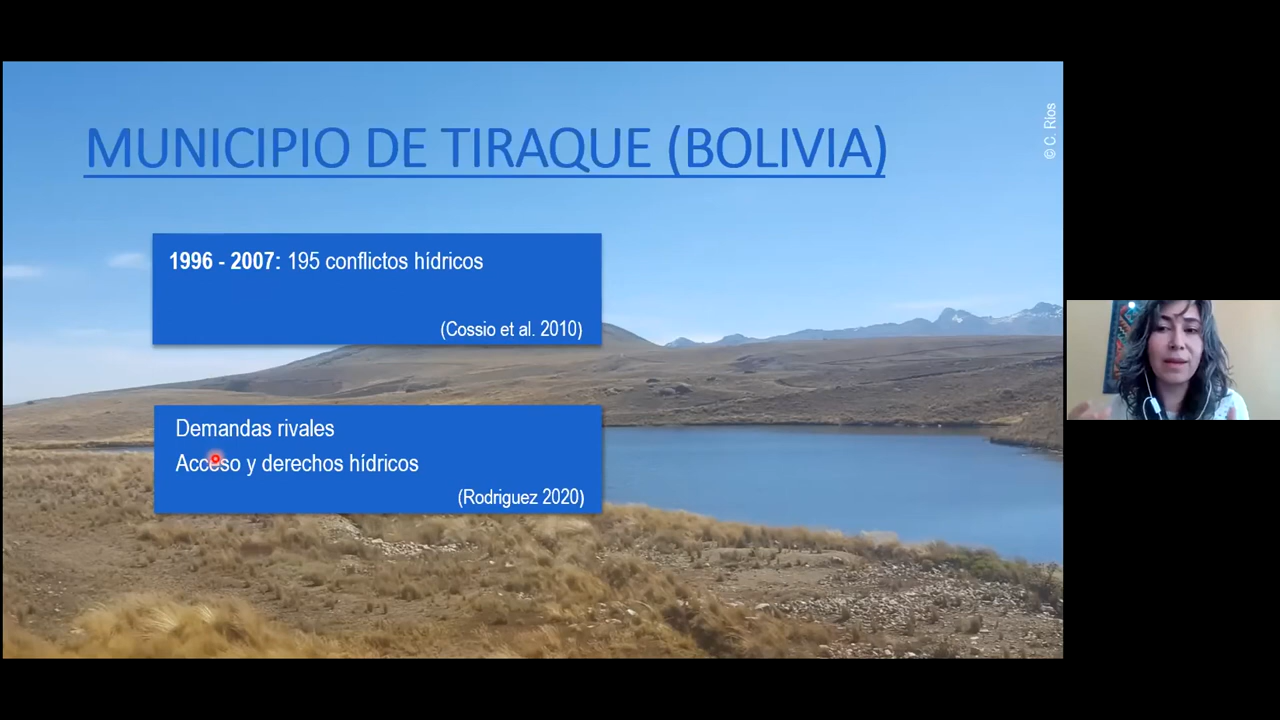 MUNICIPIO DE TIRAQUE (BOLIVIA)
© C. Rios
1996 - 2007: 195 conflictos hídricos
(Cossio et al. 2010)
Demandas rivales
Acceso y derechos hídricos
(Rodriguez 2020)